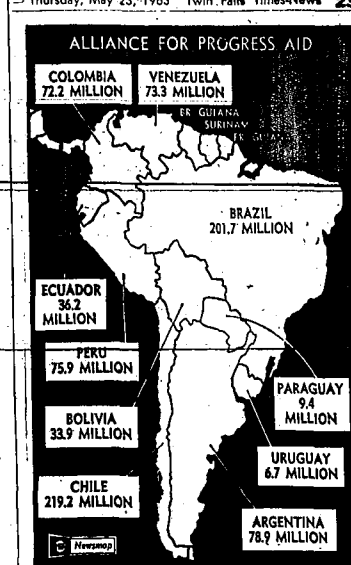 Thursday, May 23, 1963 Twin Falls Times-News 23
ALLIANCE FOR PROGRESS AID
COLOMBIA
72.2 MILLION
VENEZUELA
73.3 MILLION
BR GUIANA
SURINAM
FR GUIANA
BRAZIL
201.7 MILLION
ECUADOR
36.2
MILLION
PERU
75.9 MILLION
PARAGUAY
9.4
MILLION
BOLIVIA
33.9 MILLION
URUGUAY
6.7 MILLION
CHILE
219.2 MILLION
ARGENTINA
78.9 MILLION
Newsmap